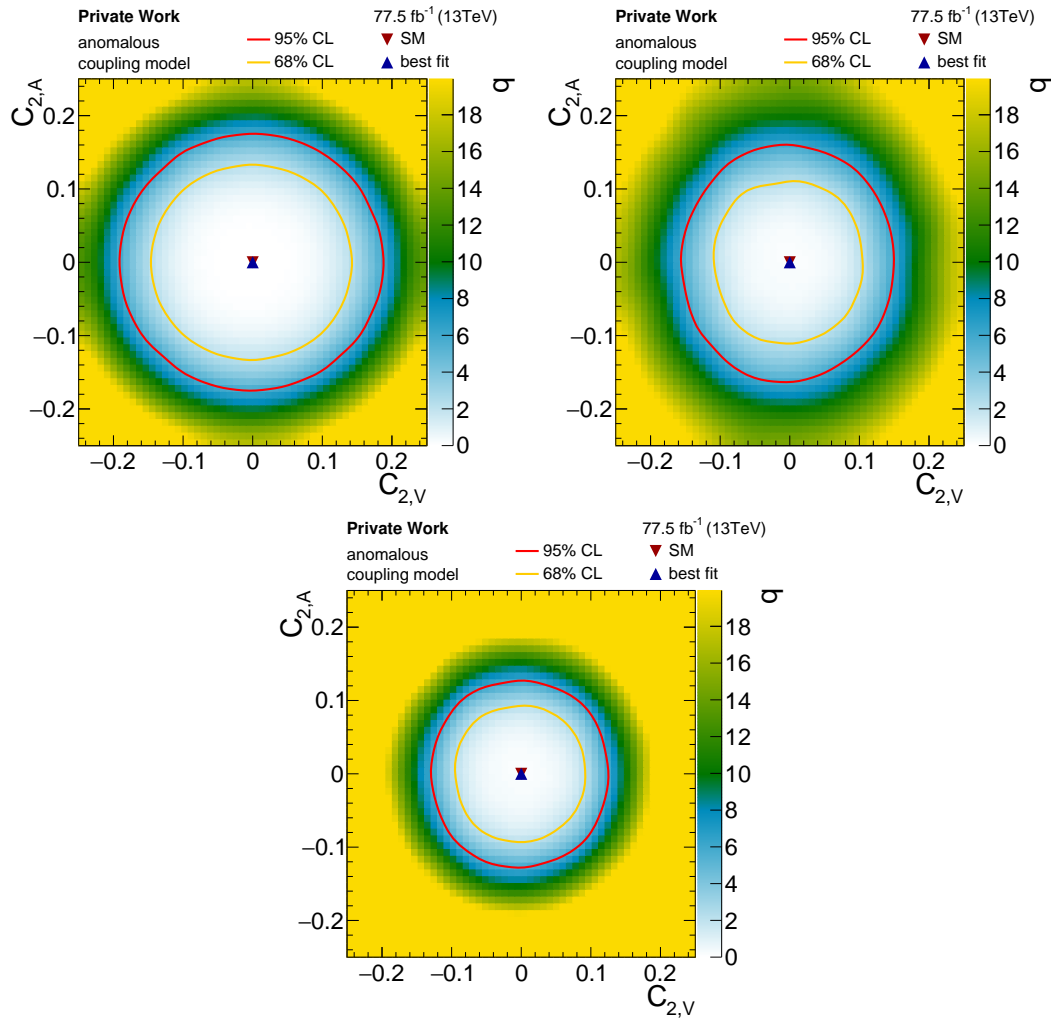 Private Work 77.5 fb⁻¹ (13TeV)
anomalous 95% CL SM
coupling model 68% CL best fit
C2,A
q
0.2
0.1
0
−0.1
−0.2
18
16
14
12
10
8
6
4
2
0
−0.2 −0.1 0 0.1 0.2
C2,V
Private Work 77.5 fb⁻¹ (13TeV)
anomalous 95% CL SM
coupling model 68% CL best fit
C2,A
q
0.2
0.1
0
−0.1
−0.2
18
16
14
12
10
8
6
4
2
0
−0.2 −0.1 0 0.1 0.2
C2,V
Private Work 77.5 fb⁻¹ (13TeV)
anomalous 95% CL SM
coupling model 68% CL best fit
C2,A
q
0.2
0.1
0
−0.1
−0.2
18
16
14
12
10
8
6
4
2
0
−0.2 −0.1 0 0.1 0.2
C2,V